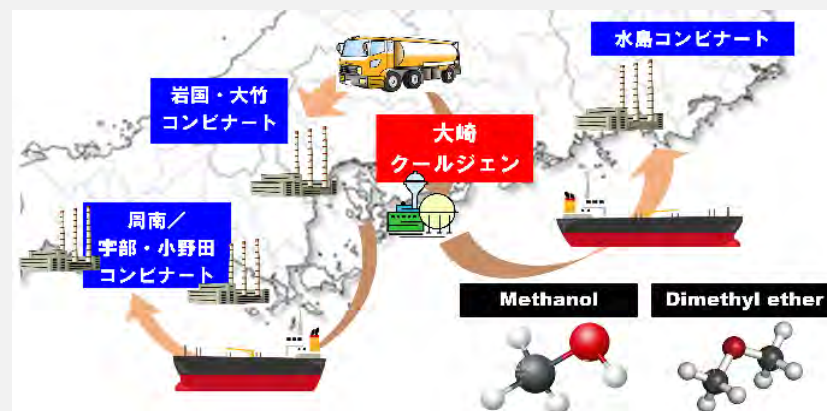 水島コンビナート
岩国・大竹
コンビナート
大崎
クールジェン
周南／
宇部・小野田
コンビナート
Methanol
Dimethyl ether